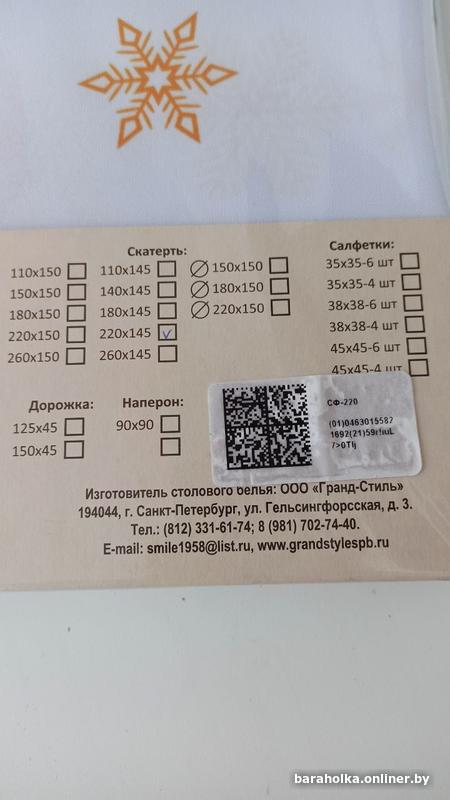 Скатерть:
110х150 110х145 150х150
150х150 140х145 180х150
180х150 180х145 220х150
220х150 220х145
260х150 260х145
Салфетки:
35х35-6 шт
35х35-4 шт
38х38-6 шт
38х38-4 шт
45х45-6 шт
45х45-4 шт
Дорожка: Наперон:
125х45 90х90
150х45
СФ-220
(01)0463015582
Изготовитель столового белья: ООО «Гранд-Стиль»
194044, г. Санкт-Петербург, ул. Гельсингфорсская, д. 3.
Тел.: (812) 331-61-74; 8 (981) 702-74-40.
E-mail: smile1958@list.ru, www.grandstylespb.ru
baraholka.onliner.by